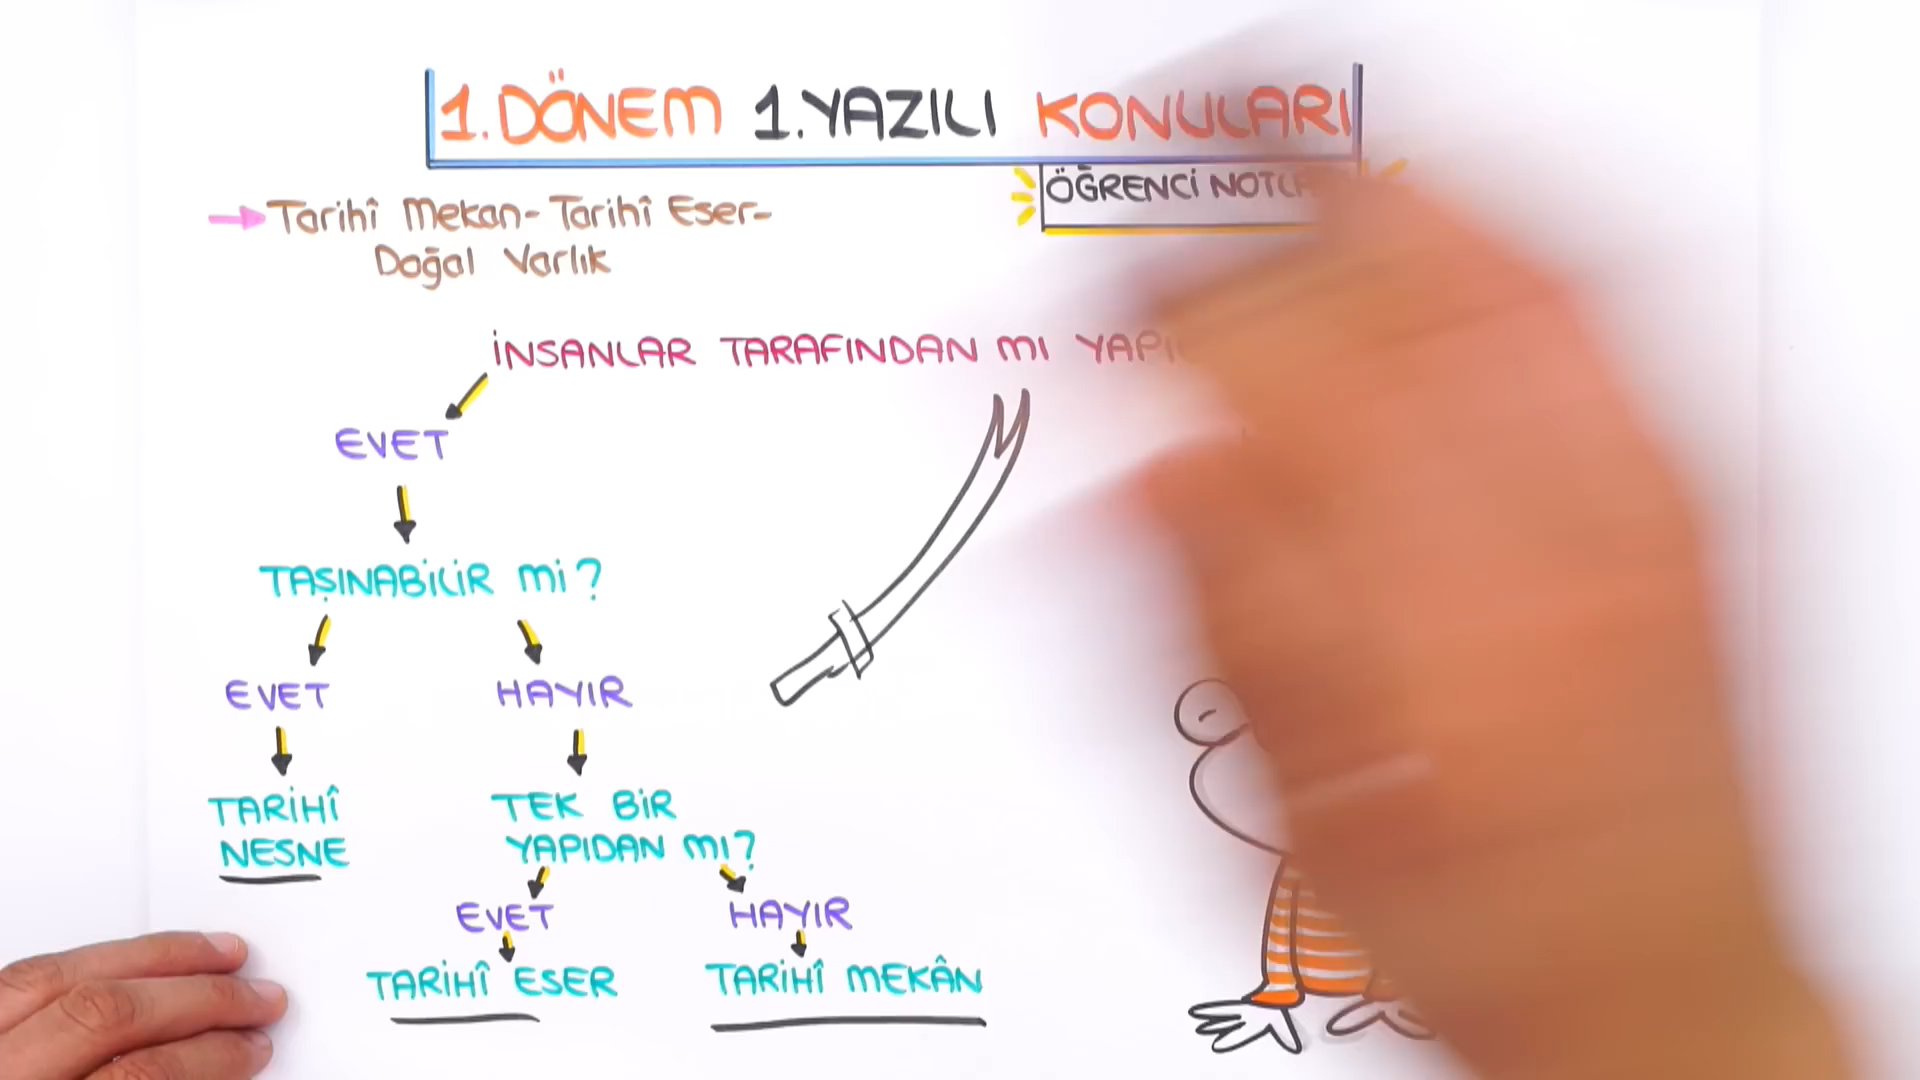 1. DÖNEM 1. YAZILI KONULARI
ÖĞRENCİ
→ Tarihî Mekan - Tarihî Eser -
Doğal Varlık
İNSANLAR TARAFINDAN MI
EVET
TAŞINABİLİR Mİ?
EVET HAYIR
TARİHÎ
NESNE
TEK BİR
YAPIDAN MI?
EVET HAYIR
TARİHÎ ESER TARİHÎ MEKÂN